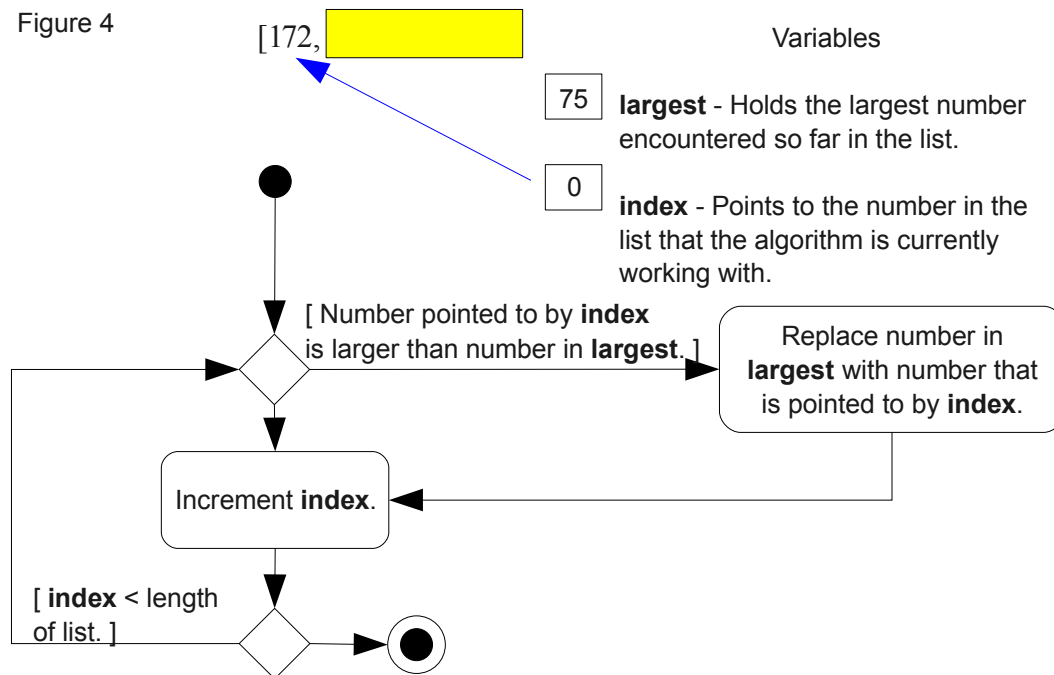 Figure 4
[172,
Variables
75
largest - Holds the largest number
encountered so far in the list.
0
index - Points to the number in the
list that the algorithm is currently
working with.
[ Number pointed to by index
is larger than number in largest. ]
Replace number in
largest with number that
is pointed to by index.
Increment index.
[ index < length
of list. ]